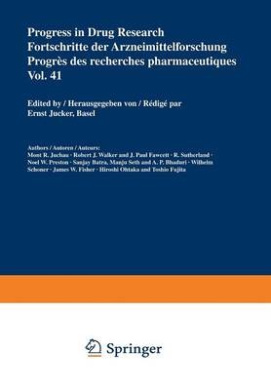 Progress in Drug Research
Fortschritte der Arzneimittelforschung
Progrès des recherches pharmaceutiques
Vol. 41
Edited by / Herausgegeben von / Rédigé par
Ernst Jucker, Basel
Authors / Autoren / Auteurs:
Mont R. Juchau · Robert J. Walker and J. Paul Fawcett · R. Sutherland ·
Noel W. Preston · Sanjay Batra, Manju Seth and A. P. Bhaduri · Wilhelm
Schoner · James W. Fisher · Hiroshi Ohtaka and Toshio Fujita
Springer